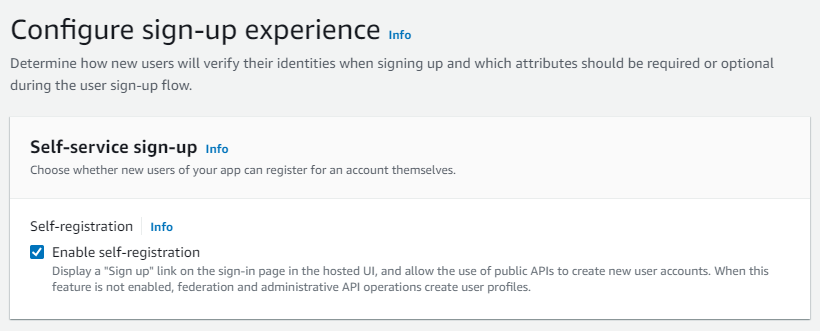 Configure sign-up experience Info
Determine how new users will verify their identities when signing up and which attributes should be required or optional
during the user sign-up flow.
Self-service sign-up Info
Choose whether new users of your app can register for an account themselves.
Self-registration Info
Enable self-registration
Display a "Sign up" link on the sign-in page in the hosted UI, and allow the use of public APIs to create new user accounts. When this
feature is not enabled, federation and administrative API operations create user profiles.